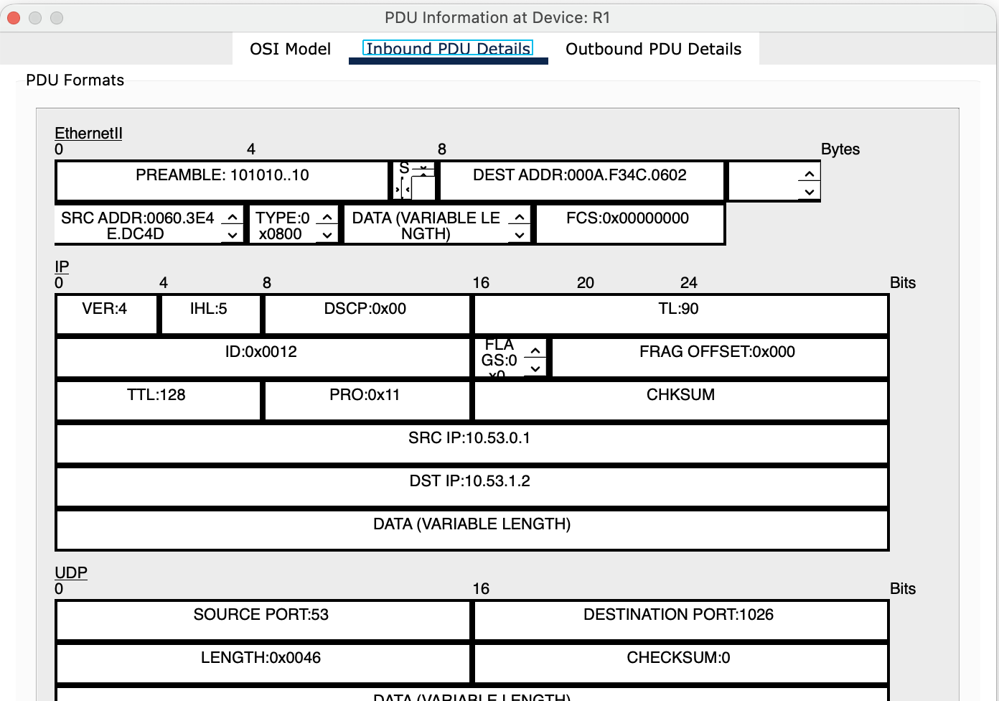 PDU Information at Device: R1
OSI Model Inbound PDU Details Outbound PDU Details
PDU Formats
EthernetII
0 4 8 Bytes
PREAMBLE: 101010..10 S DEST ADDR:000A.F34C.0602
SRC ADDR:0060.3E4 TYPE:0 DATA (VARIABLE LE FCS:0x00000000
E.DC4D x0800 NGTH)
IP
0 4 8 16 20 24 Bits
VER:4 IHL:5 DSCP:0x00 TL:90
ID:0x0012 FLA FRAG OFFSET:0x000
GS:0
x0
TTL:128 PRO:0x11 CHKSUM
SRC IP:10.53.0.1
DST IP:10.53.1.2
DATA (VARIABLE LENGTH)
UDP
0 16 Bits
SOURCE PORT:53 DESTINATION PORT:1026
LENGTH:0x0046 CHECKSUM:0
DATA (VARIABLE LENGTH)